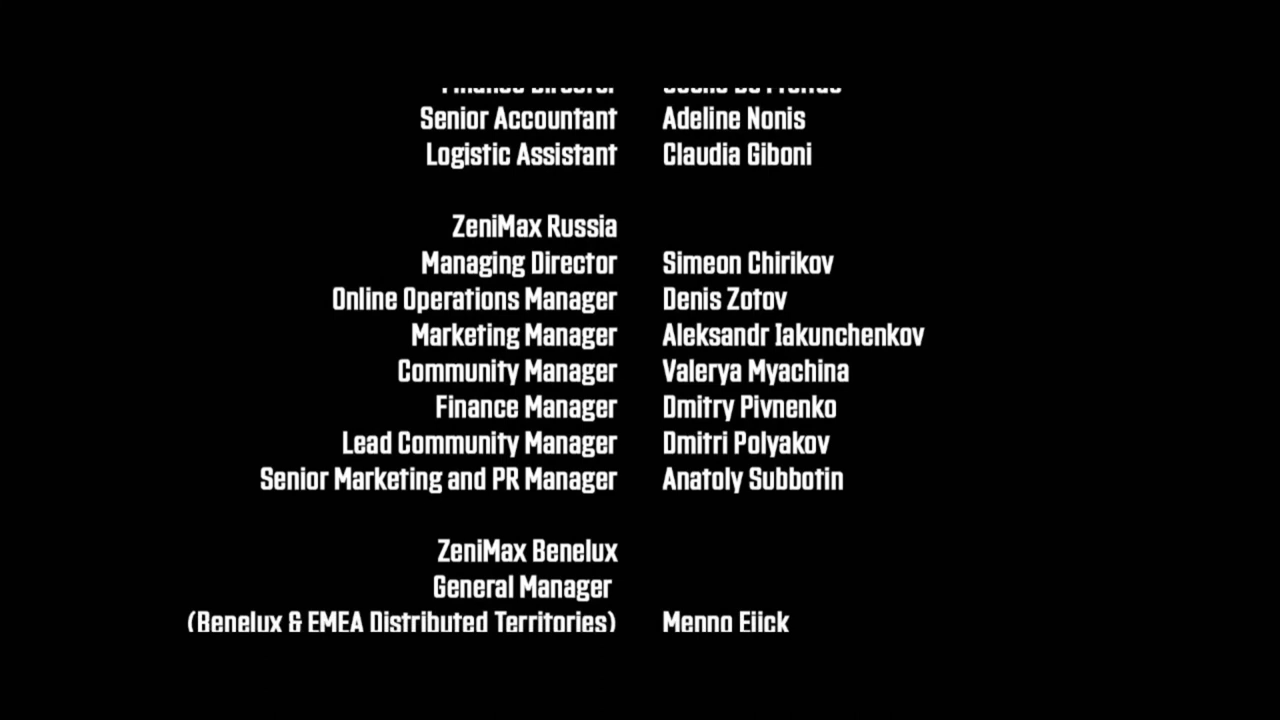 Finance Director
Senior Accountant Adeline Nonis
Logistic Assistant Claudia Giboni
ZeniMax Russia
Managing Director Simeon Chirikov
Online Operations Manager Denis Zotov
Marketing Manager Aleksandr Iakunchenkov
Community Manager Valerya Myachina
Finance Manager Dmitry Pivnenko
Lead Community Manager Dmitri Polyakov
Senior Marketing and PR Manager Anatoly Subbotin
ZeniMax Benelux
General Manager
(Benelux & EMEA Distributed Territories) Menno Eijck